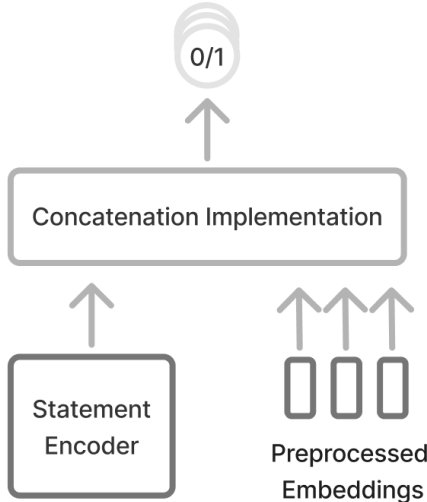 0/1
Concatenation Implementation
Statement
Encoder
Preprocessed
Embeddings